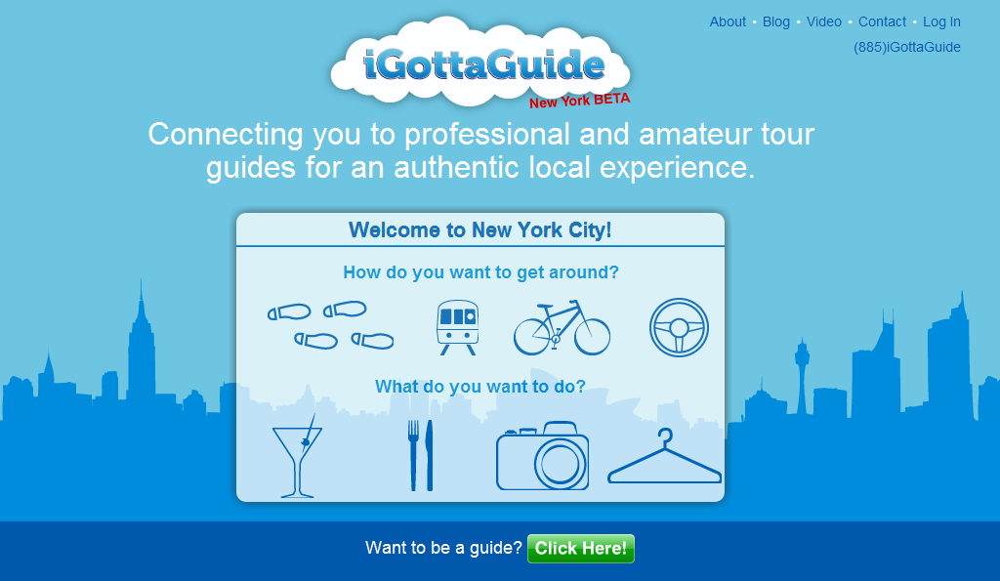 About • Blog • Video • Contact • Log In
(885)iGottaGuide
iGottaGuide
New York BETA
Connecting you to professional and amateur tour
guides for an authentic local experience.
Welcome to New York City!
How do you want to get around?
What do you want to do?
Want to be a guide? Click Here!